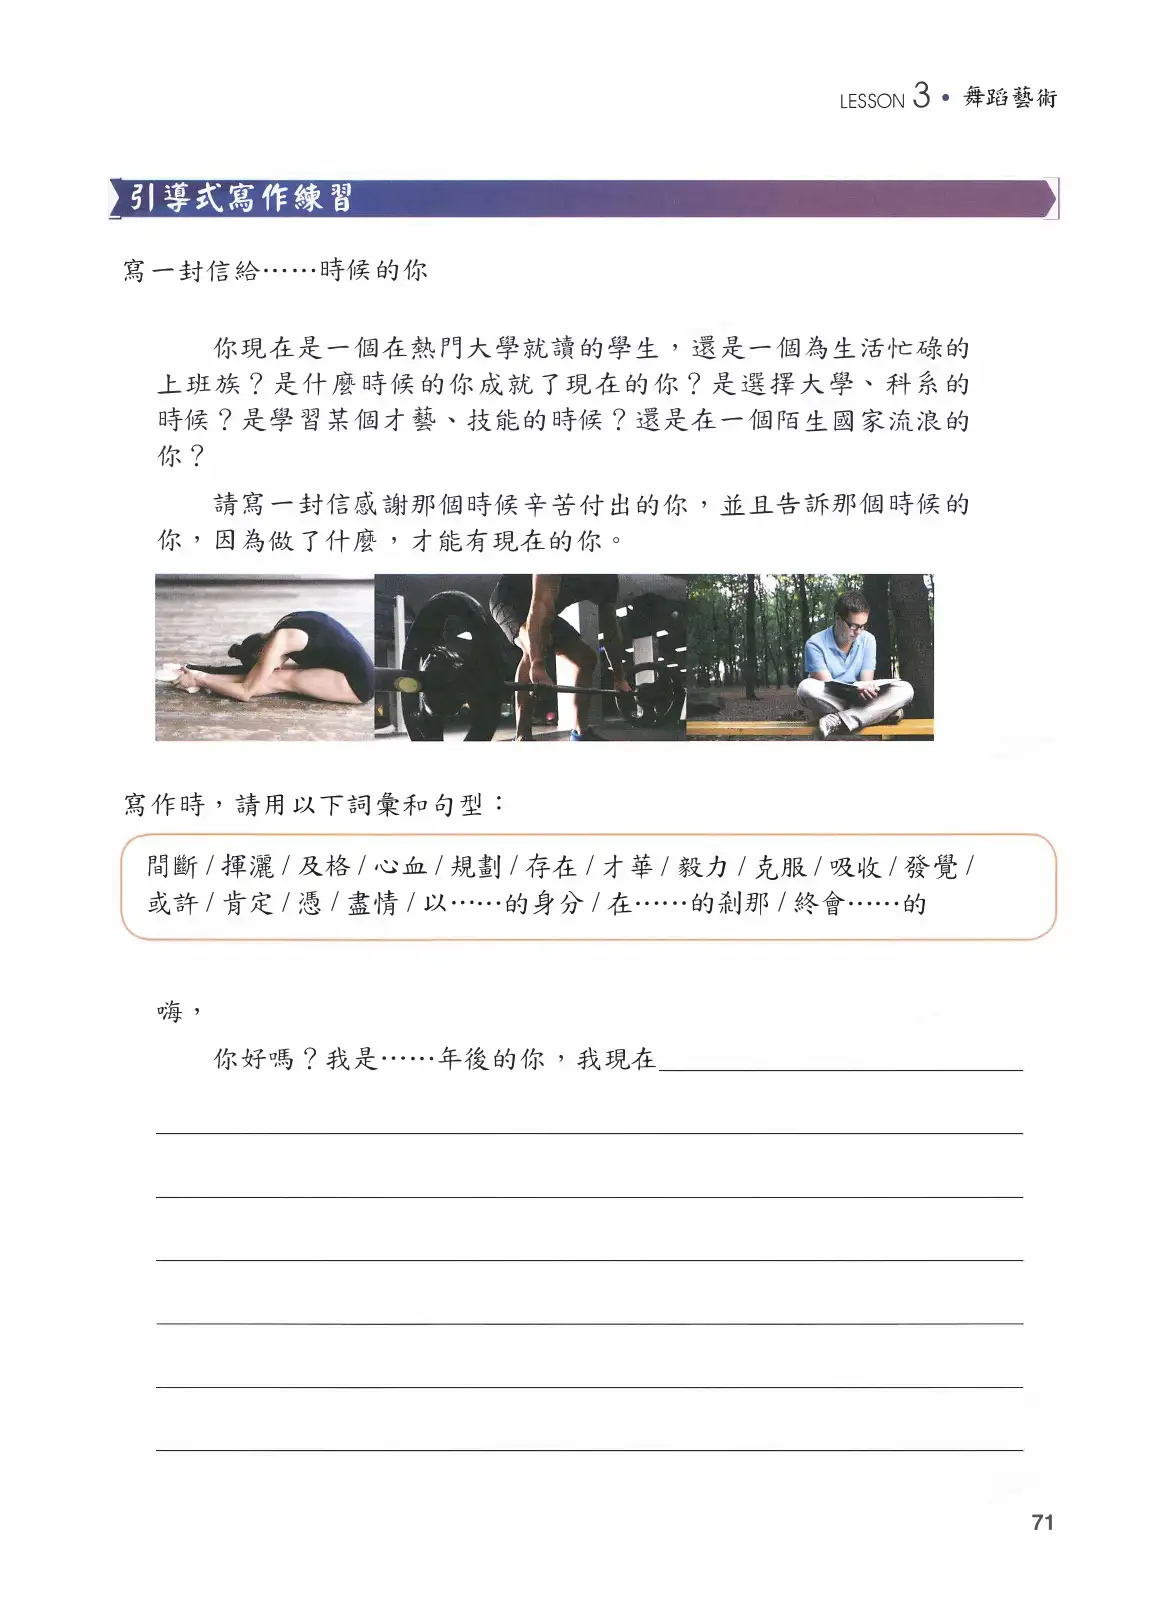 LESSON 3 • 舞蹈藝術
引導式寫作練習
寫一封信給……時候的你
你現在是一個在熱門大學就讀的學生，還是一個為生活忙碌的
上班族？是什麼時候的你成就了現在的你？是選擇大學、科系的
時候？是學習某個才藝、技能的時候？還是在一個陌生國家流浪的
你？
請寫一封信感謝那個時候辛苦付出的你，並且告訴那個時候的
你，因為做了什麼，才能有現在的你。
寫作時，請用以下詞彙和句型：
間斷 / 揮灑 / 及格 / 心血 / 規劃 / 存在 / 才華 / 毅力 / 克服 / 吸收 / 發覺 /
或許 / 肯定 / 憑 / 盡情 / 以……的身分 / 在……的剎那 / 終會……的
嗨，
你好嗎？我是……年後的你，我現在
71